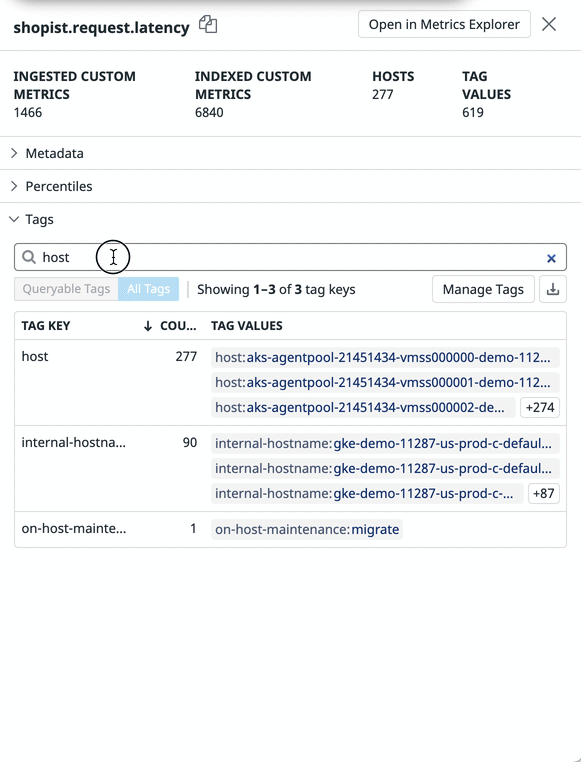 shopist.request.latency
Open in Metrics Explorer
INGESTED CUSTOM METRICS
1466
INDEXED CUSTOM METRICS
6840
HOSTS
277
TAG VALUES
619
Metadata
Percentiles
Tags
host
Queryable Tags
All Tags
Showing 1–3 of 3 tag keys
Manage Tags
TAG KEY
COU...
TAG VALUES
host
277
host:aks-agentpool-21451434-vmss000000-demo-112...
host:aks-agentpool-21451434-vmss000001-demo-112...
host:aks-agentpool-21451434-vmss000002-de...
+274
internal-hostna...
90
internal-hostname:gke-demo-11287-us-prod-c-defaul...
internal-hostname:gke-demo-11287-us-prod-c-defaul...
internal-hostname:gke-demo-11287-us-prod-c-...
+87
on-host-mainte...
1
on-host-maintenance:migrate